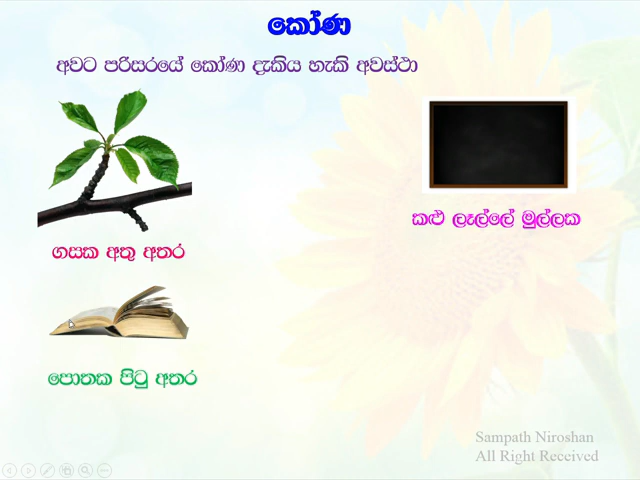 කෝණ
අවට පරිසරයේ කෝණ දැකිය හැකි අවස්ථා
ගසක අතු අතර
කළු ලෑල්ලේ මුල්ලක
පොතක පිටු අතර
Sampath Niroshan
All Right Received